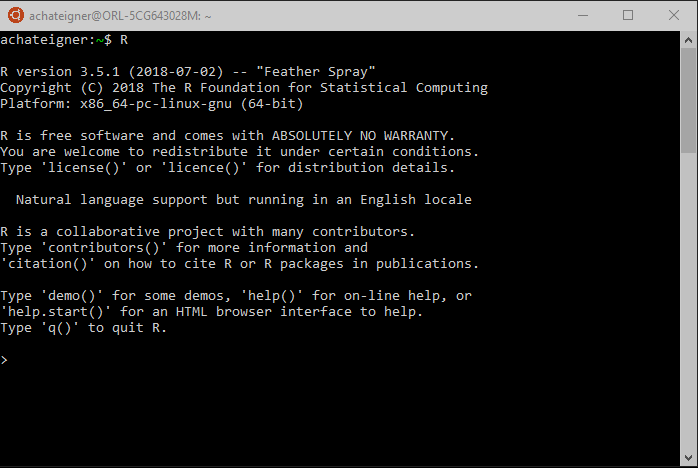 achateigner@ORL-5CG643028M: ~
achateigner:~$ R
R version 3.5.1 (2018-07-02) -- "Feather Spray"
Copyright (C) 2018 The R Foundation for Statistical Computing
Platform: x86_64-pc-linux-gnu (64-bit)
R is free software and comes with ABSOLUTELY NO WARRANTY.
You are welcome to redistribute it under certain conditions.
Type 'license()' or 'licence()' for distribution details.
Natural language support but running in an English locale
R is a collaborative project with many contributors.
Type 'contributors()' for more information and
'citation()' on how to cite R or R packages in publications.
Type 'demo()' for some demos, 'help()' for on-line help, or
'help.start()' for an HTML browser interface to help.
Type 'q()' to quit R.
>